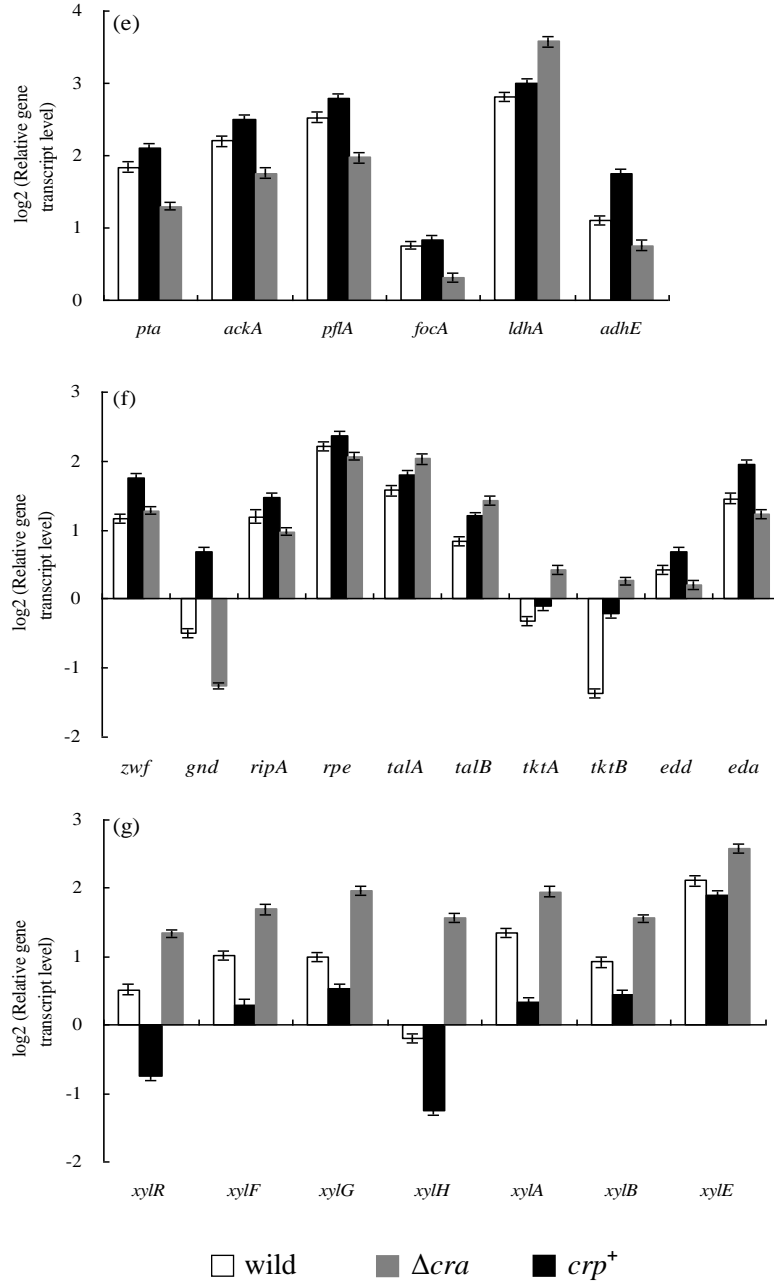 (e)
4
3
2
1
0
log2 (Relative gene
transcript level)
pta ackA pflA focA ldhA adhE
(f)
3
2
1
0
-1
-2
log2 (Relative gene
transcript level)
zwf gnd ripA rpe talA talB tktA tktB edd eda
(g)
3
2
1
0
-1
-2
log2 (Relative gene
transcript level)
xylR xylF xylG xylH xylA xylB xylE
wild Δcra crp⁺